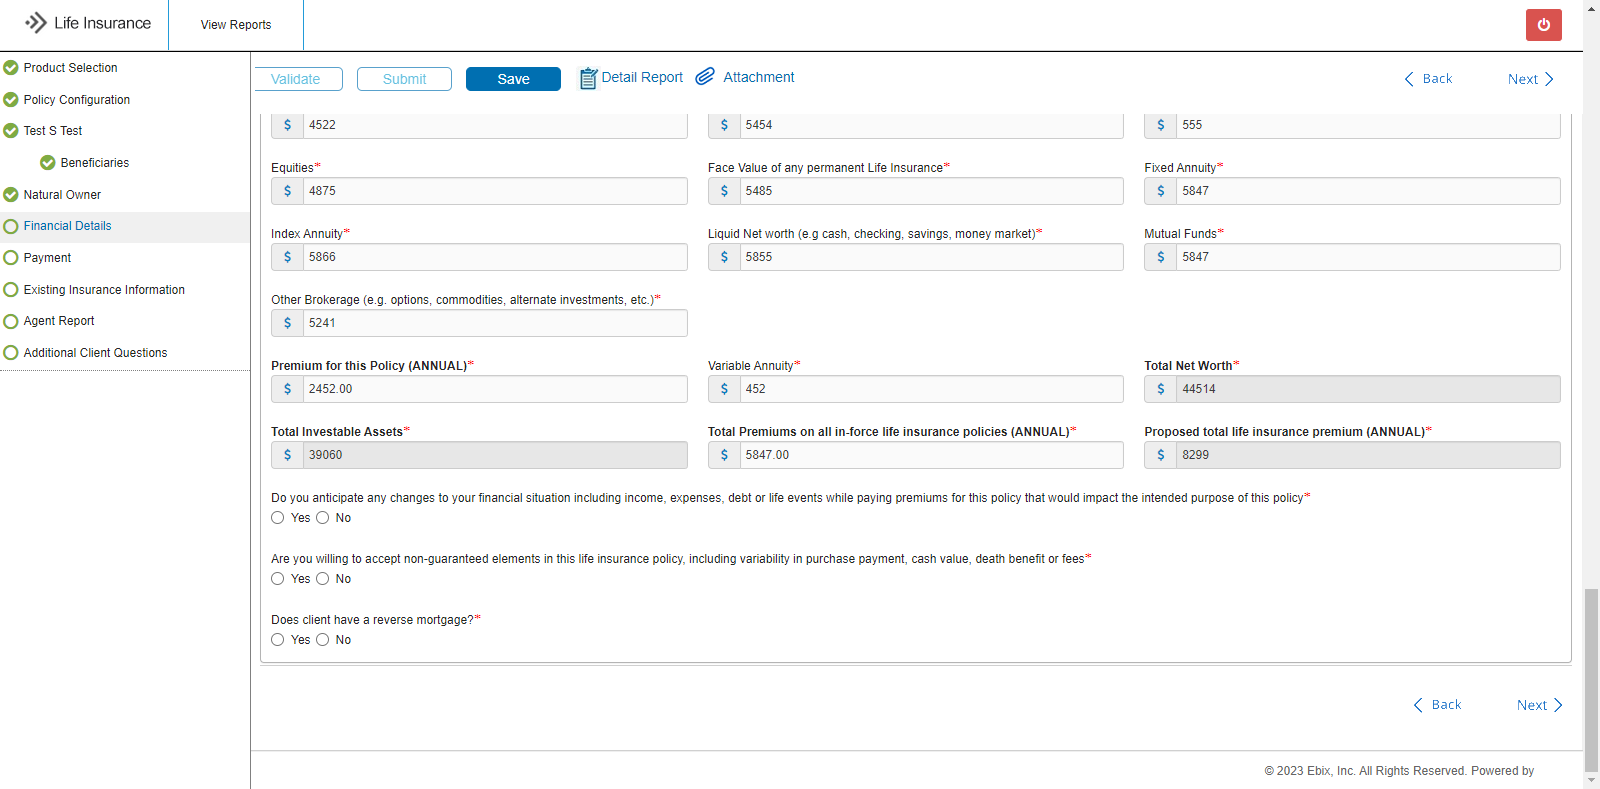 Life Insurance
View Reports
Product Selection
Policy Configuration
Test S Test
Beneficiaries
Natural Owner
Financial Details
Payment
Existing Insurance Information
Agent Report
Additional Client Questions
Validate Submit Save Detail Report Attachment Back Next
$ 4522 $ 5454 $ 555
Equities* Face Value of any permanent Life Insurance* Fixed Annuity*
$ 4875 $ 5485 $ 5847
Index Annuity* Liquid Net worth (e.g cash, checking, savings, money market)* Mutual Funds*
$ 5866 $ 5855 $ 5847
Other Brokerage (e.g. options, commodities, alternate investments, etc.)*
$ 5241
Premium for this Policy (ANNUAL)* Variable Annuity* Total Net Worth*
$ 2452.00 $ 452 $ 44514
Total Investable Assets* Total Premiums on all in-force life insurance policies (ANNUAL)* Proposed total life insurance premium (ANNUAL)*
$ 39060 $ 5847.00 $ 8299
Do you anticipate any changes to your financial situation including income, expenses, debt or life events while paying premiums for this policy that would impact the intended purpose of this policy*
Yes No
Are you willing to accept non-guaranteed elements in this life insurance policy, including variability in purchase payment, cash value, death benefit or fees*
Yes No
Does client have a reverse mortgage?*
Yes No
Back Next
© 2023 Ebix, Inc. All Rights Reserved. Powered by